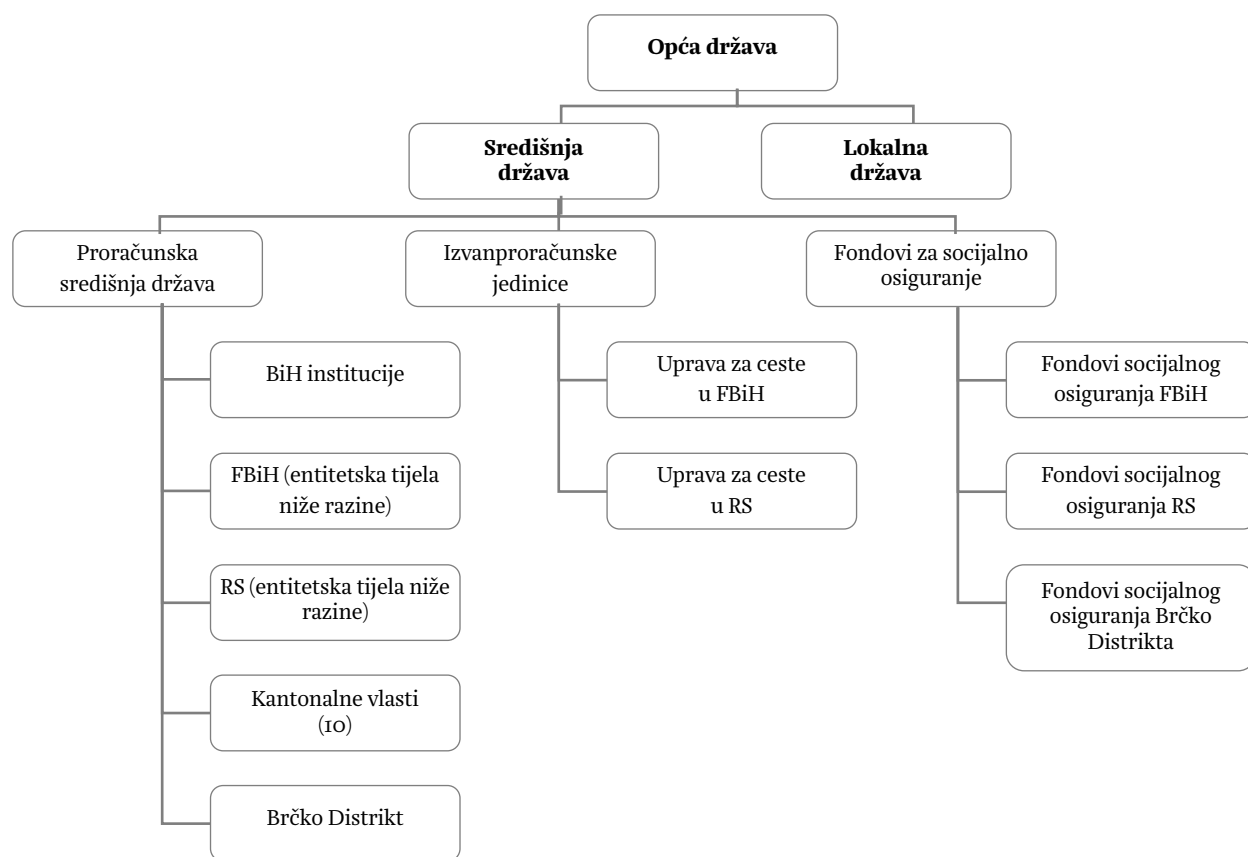 Opća država
Središnja
država
Lokalna
država
Proračunska
središnja država
Izvanproračunske
jedinice
Fondovi za socijalno
osiguranje
BiH institucije
FBiH (entitetska tijela
niže razine)
RS (entitetska tijela niže
razine)
Kantonalne vlasti
(10)
Brčko Distrikt
Uprava za ceste
u FBiH
Uprava za ceste
u RS
Fondovi socijalnog
osiguranja FBiH
Fondovi socijalnog
osiguranja RS
Fondovi socijalnog
osiguranja Brčko
Distrikta